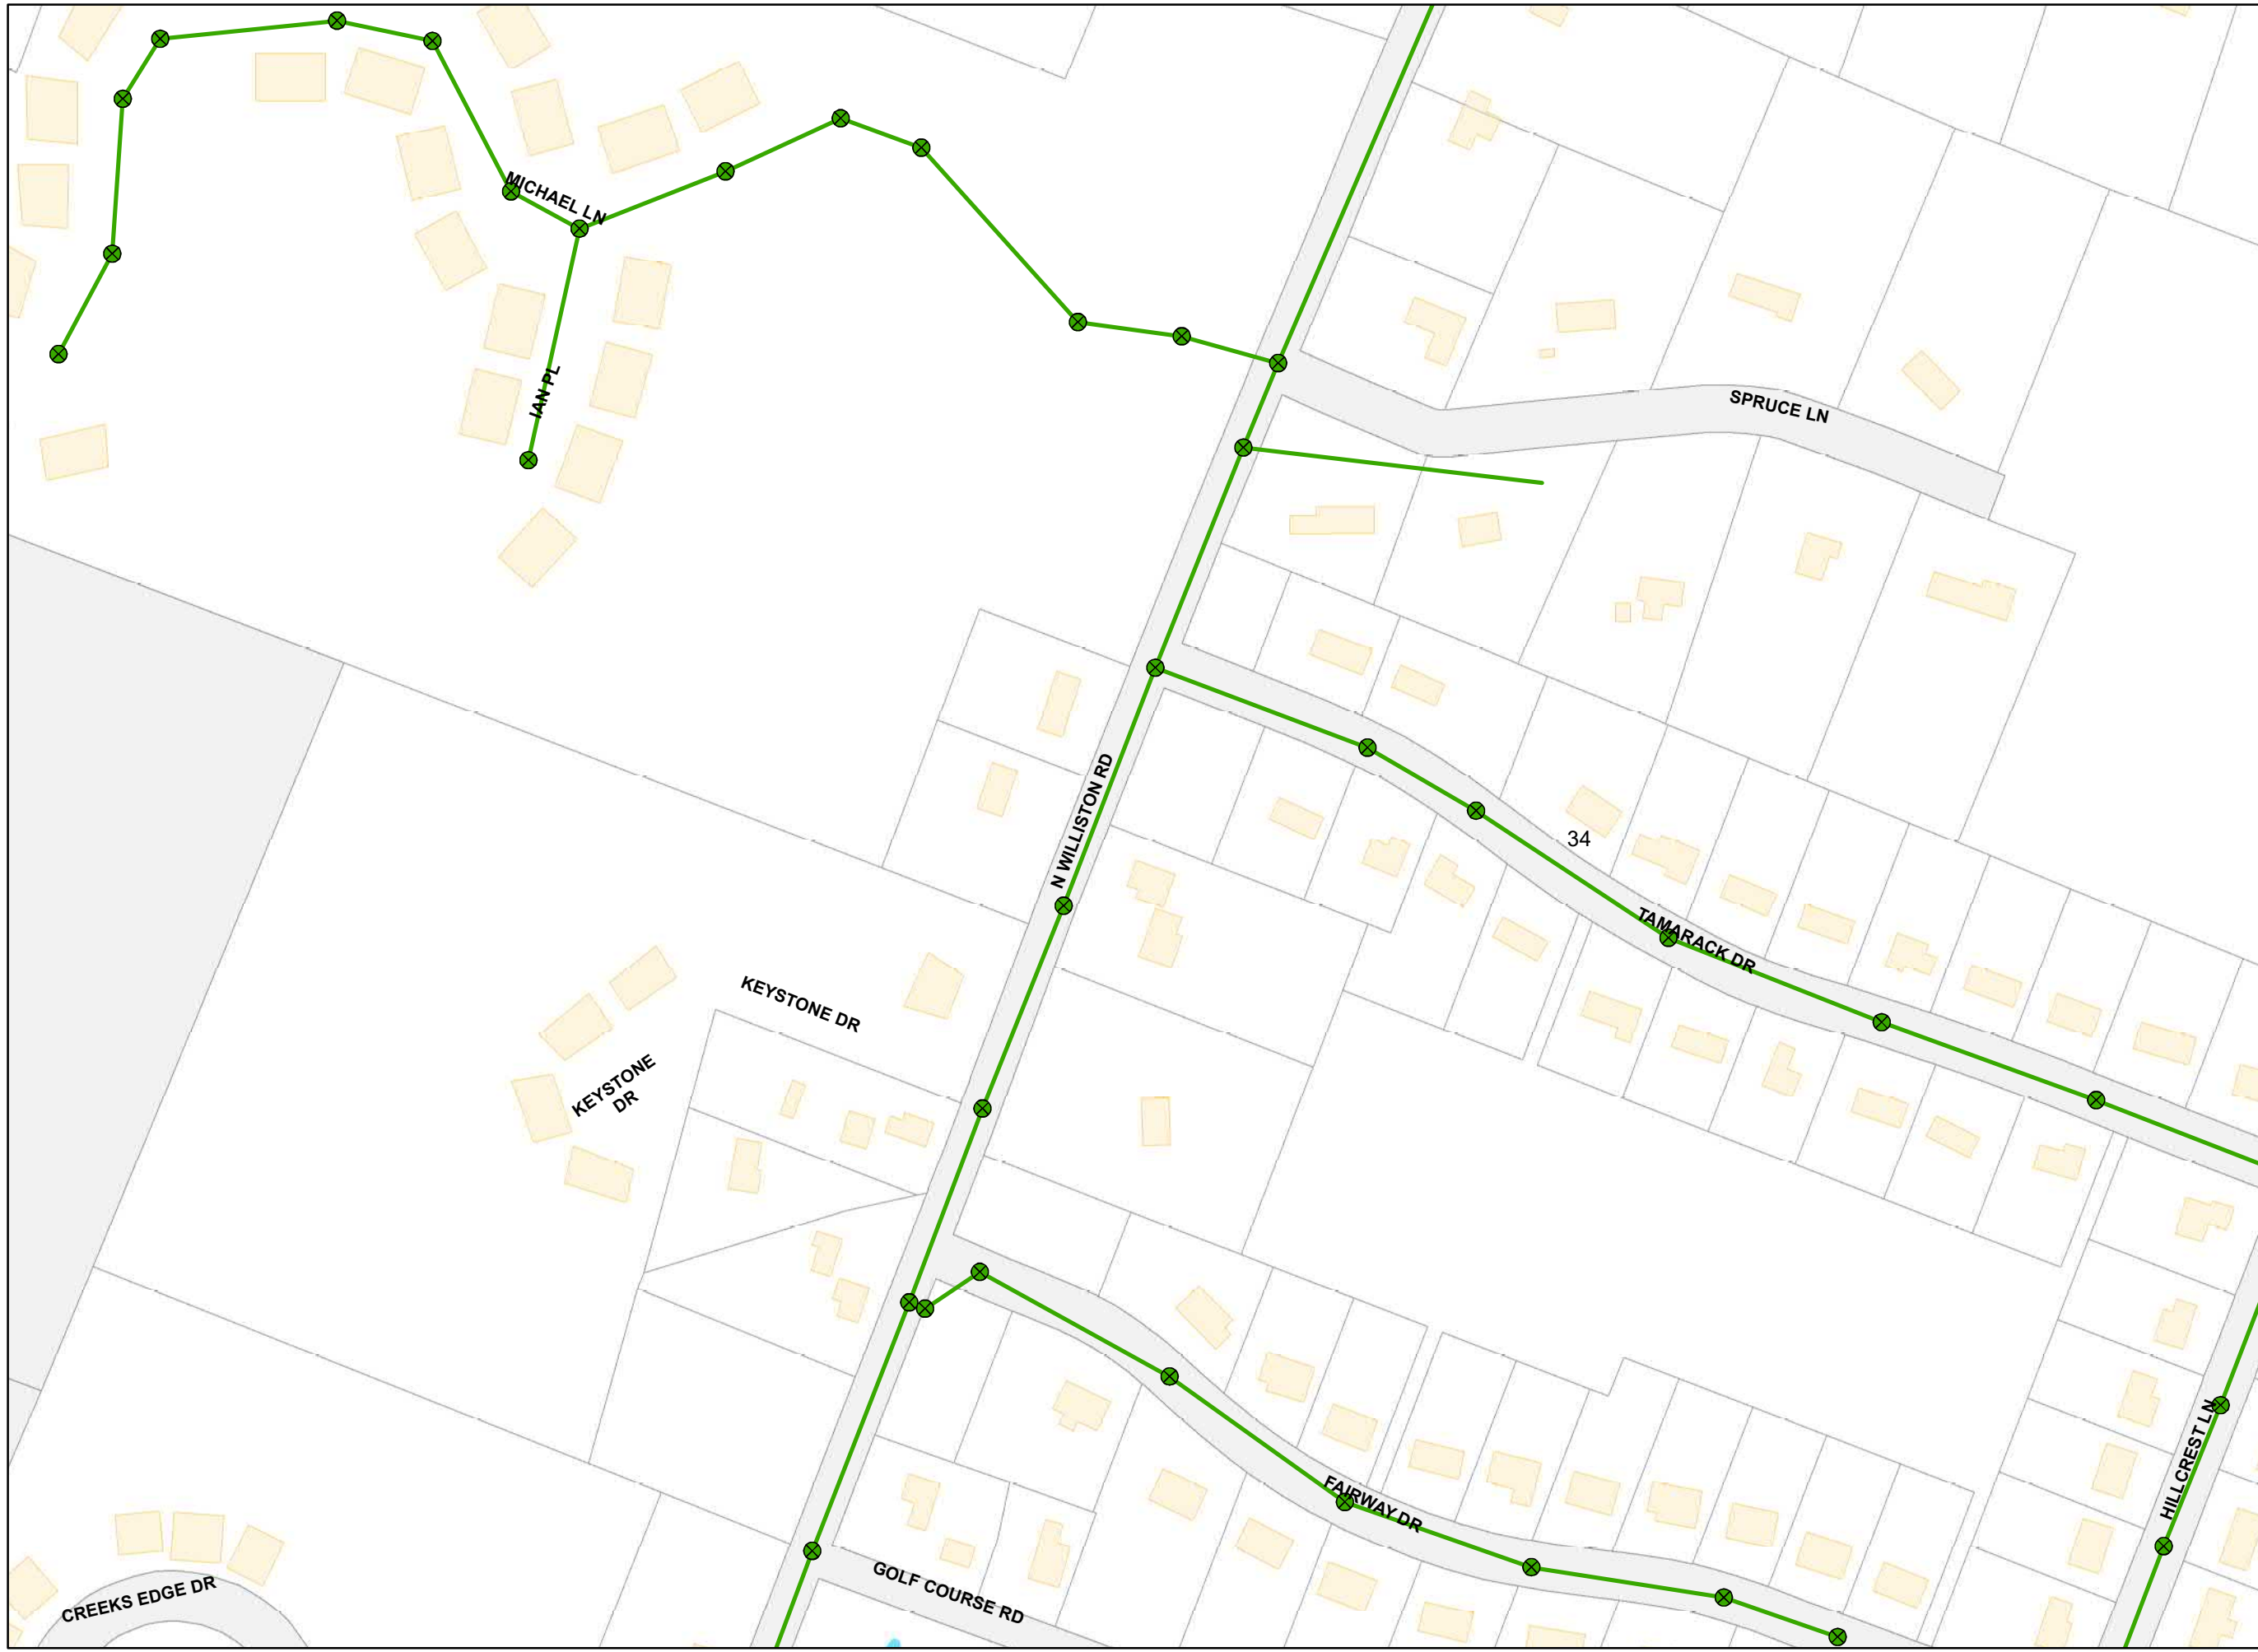 MICHAEL LN
IAN PL
SPRUCE LN
N WILLISTON RD
34
TAMARACK DR
KEYSTONE DR
KEYSTONE
DR
HILLCREST LN
FAIRWAY DR
GOLF COURSE RD
CREEKS EDGE DR